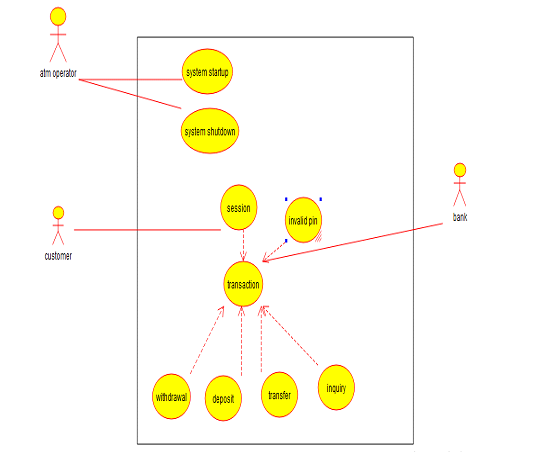 atm operator
system startup
system shutdown
session
invalid pin
bank
customer
transaction
withdrawal
deposit
transfer
inquiry